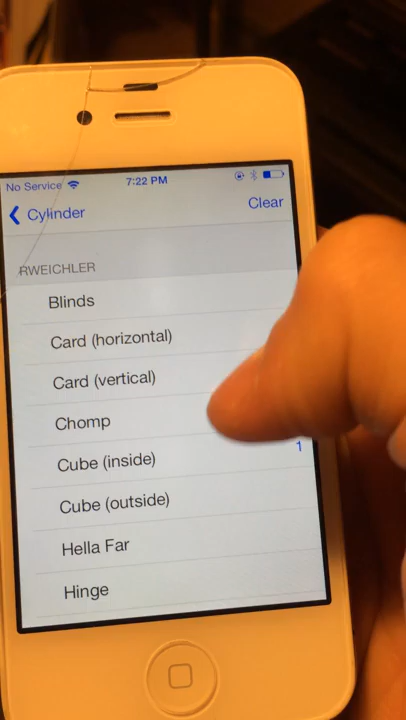 No Service 7:22 PM
Cylinder Clear
RWEICHLER
Blinds
Card (horizontal)
Card (vertical)
Chomp
Cube (inside) 1
Cube (outside)
Hella Far
Hinge